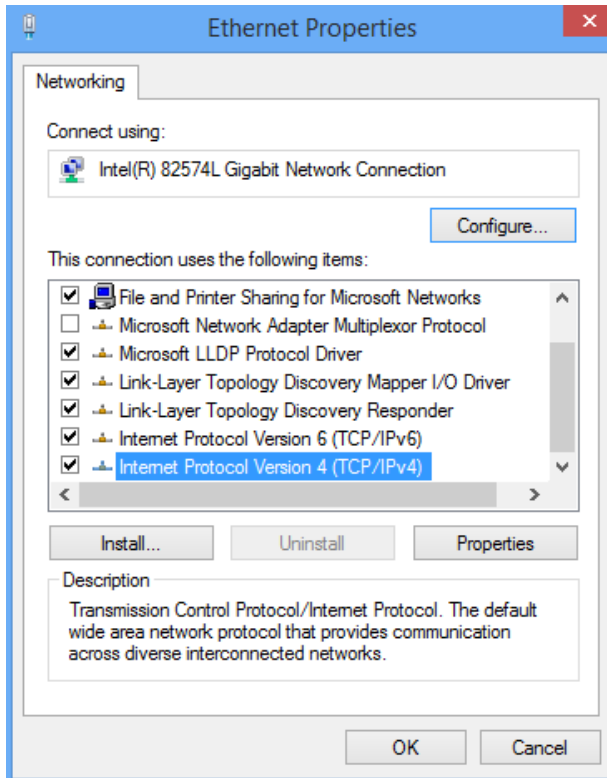 Ethernet Properties
Networking
Connect using:
Intel(R) 82574L Gigabit Network Connection
Configure...
This connection uses the following items:
File and Printer Sharing for Microsoft Networks
Microsoft Network Adapter Multiplexor Protocol
Microsoft LLDP Protocol Driver
Link-Layer Topology Discovery Mapper I/O Driver
Link-Layer Topology Discovery Responder
Internet Protocol Version 6 (TCP/IPv6)
Internet Protocol Version 4 (TCP/IPv4)
Install...
Uninstall
Properties
Description
Transmission Control Protocol/Internet Protocol. The default
wide area network protocol that provides communication
across diverse interconnected networks.
OK
Cancel